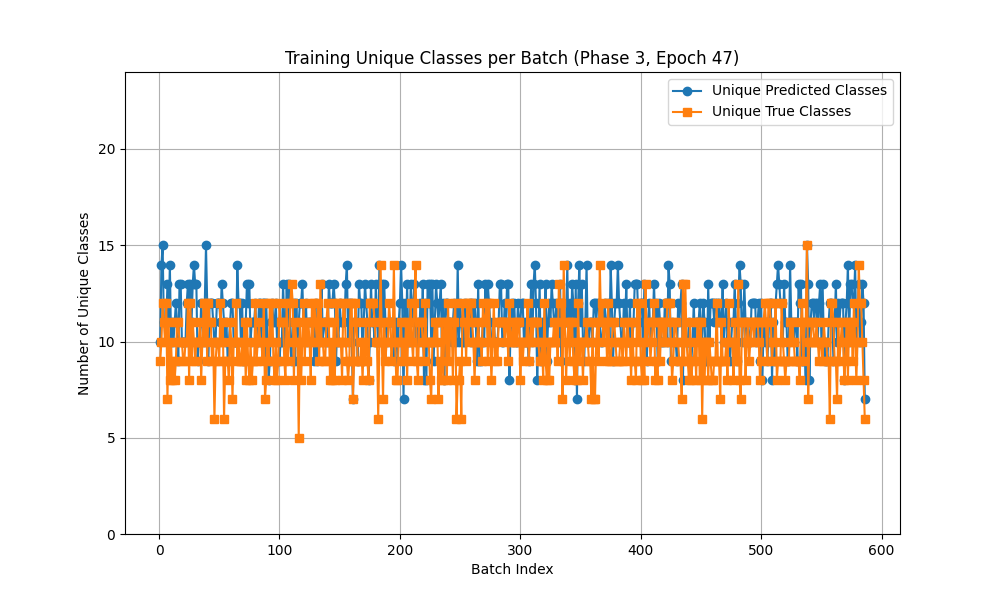 Training Unique Classes per Batch (Phase 3, Epoch 47)
Unique Predicted Classes
Unique True Classes
Number of Unique Classes
20
15
10
5
0
0 100 200 300 400 500 600
Batch Index